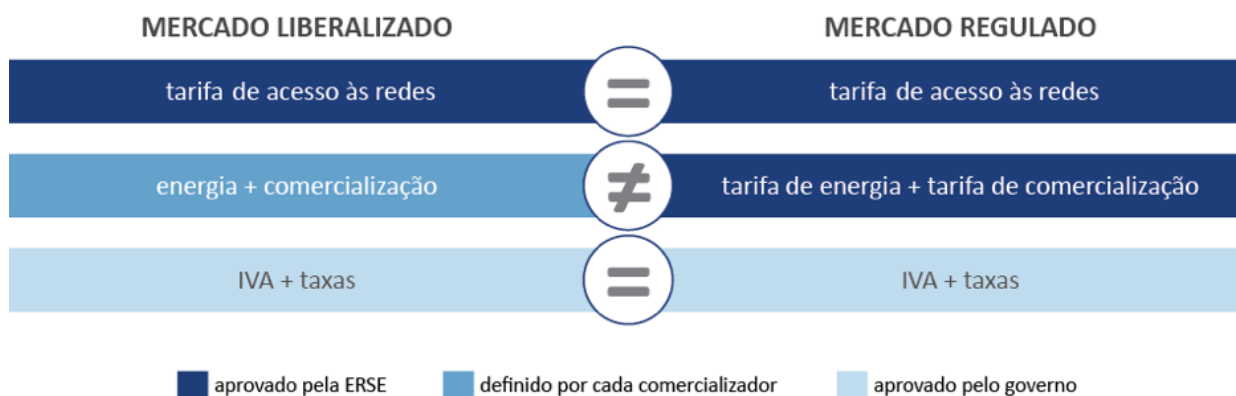 MERCADO LIBERALIZADO
MERCADO REGULADO
tarifa de acesso às redes
=
tarifa de acesso às redes
energia + comercialização
≠
tarifa de energia + tarifa de comercialização
IVA + taxas
=
IVA + taxas
aprovado pela ERSE
definido por cada comercializador
aprovado pelo governo